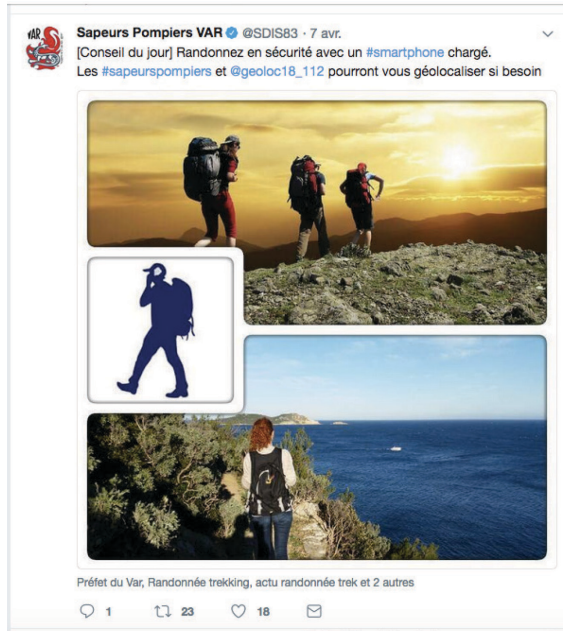 VAR
Sapeurs Pompiers VAR @SDIS83 · 7 avr.
[Conseil du jour] Randonnez en sécurité avec un #smartphone chargé.
Les #sapeurspompiers et @geoloc18_112 pourront vous géolocaliser si besoin
Préfet du Var, Randonnée trekking, actu randonnée trek et 2 autres
1 23 18